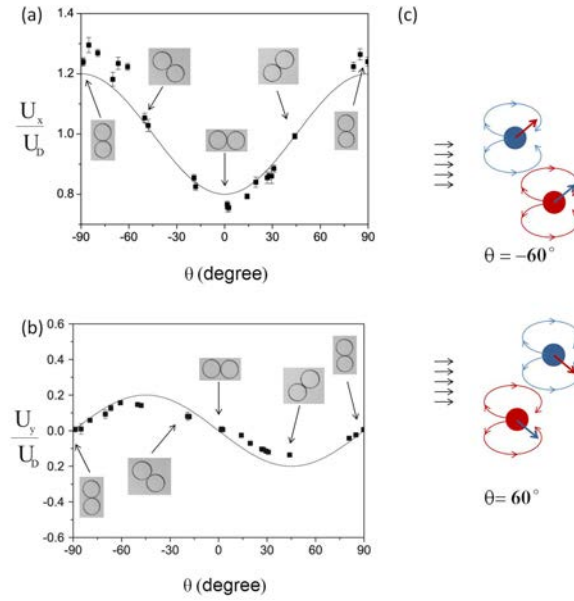 (a)
1.4
1.2
1.0
0.8
U_x
U_D
-90 -60 -30 0 30 60 90
θ (degree)
(b)
0.6
0.4
0.2
0.0
-0.2
-0.4
-0.6
U_y
U_D
-90 -60 -30 0 30 60 90
θ (degree)
(c)
θ = -60°
θ = 60°